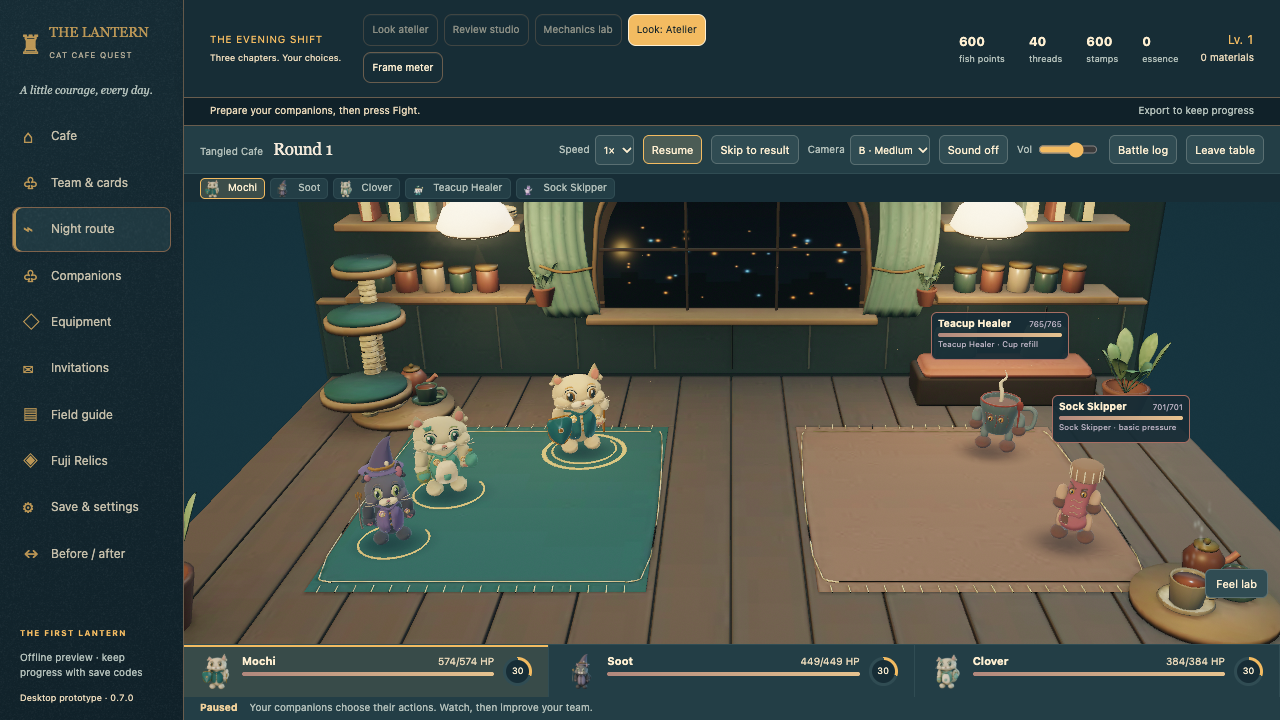 THE LANTERN
CAT CAFE QUEST
A little courage, every day.
Cafe
Team & cards
Night route
Companions
Equipment
Invitations
Field guide
Fuji Relics
Save & settings
Before / after
THE FIRST LANTERN
Offline preview · keep
progress with save codes
Desktop prototype · 0.7.0
THE EVENING SHIFT
Three chapters. Your choices.
Look atelier
Review studio
Mechanics lab
Look: Atelier
Frame meter
600
fish points
40
threads
600
stamps
0
essence
Lv. 1
0 materials
Prepare your companions, then press Fight.
Export to keep progress
Tangled Cafe
Round 1
Speed
1x
Resume
Skip to result
Camera
B · Medium
Sound off
Vol
Battle log
Leave table
Mochi
Soot
Clover
Teacup Healer
Sock Skipper
Teacup Healer 765/765
Teacup Healer · Cup refill
Sock Skipper 701/701
Sock Skipper · basic pressure
Feel lab
Mochi 574/574 HP 30
Soot 449/449 HP 30
Clover 384/384 HP 30
Paused Your companions choose their actions. Watch, then improve your team.